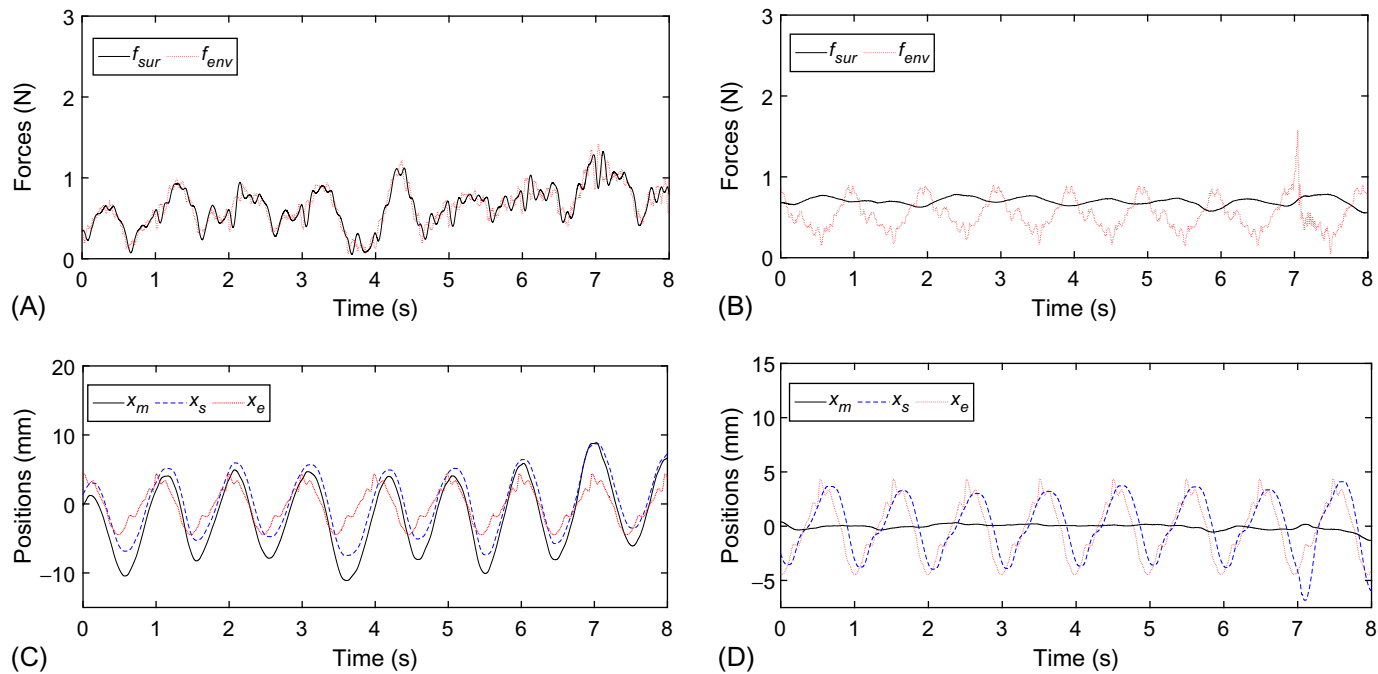 3
2
1
0
Forces (N)
f_sur f_env
0 1 2 3 4 5 6 7 8
Time (s)
(A)
3
2
1
0
Forces (N)
f_sur f_env
0 1 2 3 4 5 6 7 8
Time (s)
(B)
20
10
0
−10
Positions (mm)
x_m x_s x_e
0 1 2 3 4 5 6 7 8
Time (s)
(C)
15
10
5
0
−5
Positions (mm)
x_m x_s x_e
0 1 2 3 4 5 6 7 8
Time (s)
(D)